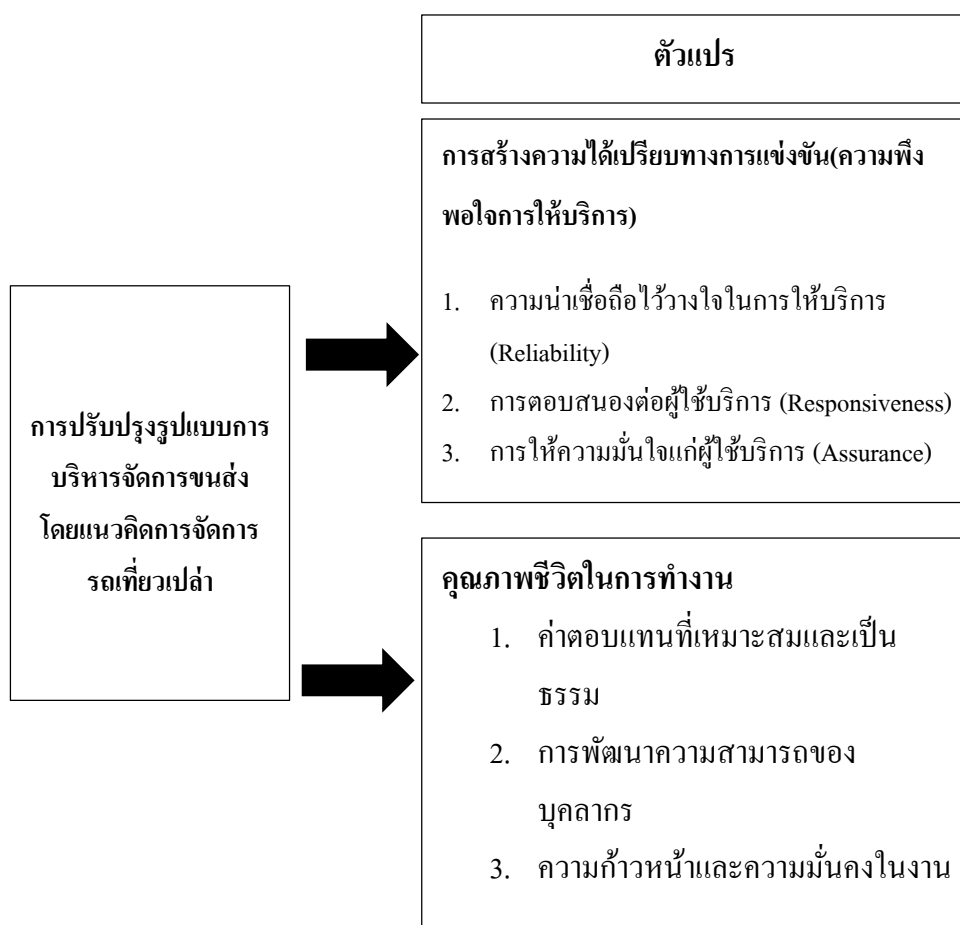 ตัวแปร
การสร้างความได้เปรียบทางการแข่งขัน(ความพึง
พอใจการให้บริการ)
1. ความน่าเชื่อถือไว้วางใจในการให้บริการ
(Reliability)
2. การตอบสนองต่อผู้ใช้บริการ (Responsiveness)
3. การให้ความมั่นใจแก่ผู้ใช้บริการ (Assurance)
การปรับปรุงรูปแบบการ
บริหารจัดการขนส่ง
โดยแนวคิดการจัดการ
รถเที่ยวเปล่า
คุณภาพชีวิตในการทำงาน
1. ค่าตอบแทนที่เหมาะสมและเป็น
ธรรม
2. การพัฒนาความสามารถของ
บุคลากร
3. ความก้าวหน้าและความมั่นคงในงาน